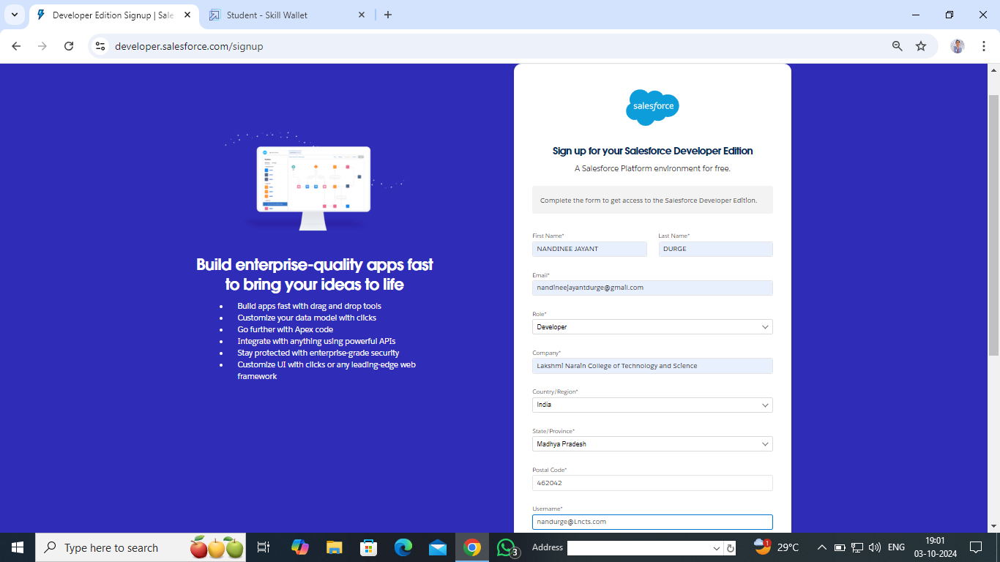 Developer Edition Signup | Sale
Student - Skill Wallet
developer.salesforce.com/signup
salesforce
Sign up for your Salesforce Developer Edition
A Salesforce Platform environment for free.
Complete the form to get access to the Salesforce Developer Edition.
First Name*
Last Name*
NANDINEE JAYANT
DURGE
Email*
nandineejayantdurge@gmail.com
Role*
Developer
Company*
Lakshmi Narain College of Technology and Science
Country/Region*
India
State/Province*
Madhya Pradesh
Postal Code*
462042
Username*
nandurge@Lncts.com
Build enterprise-quality apps fast
to bring your ideas to life
• Build apps fast with drag and drop tools
• Customize your data model with clicks
• Go further with Apex code
• Integrate with anything using powerful APIs
• Stay protected with enterprise-grade security
• Customize UI with clicks or any leading-edge web
framework
Type here to search
3
Address
1
29°C
ENG
19:01
03-10-2024